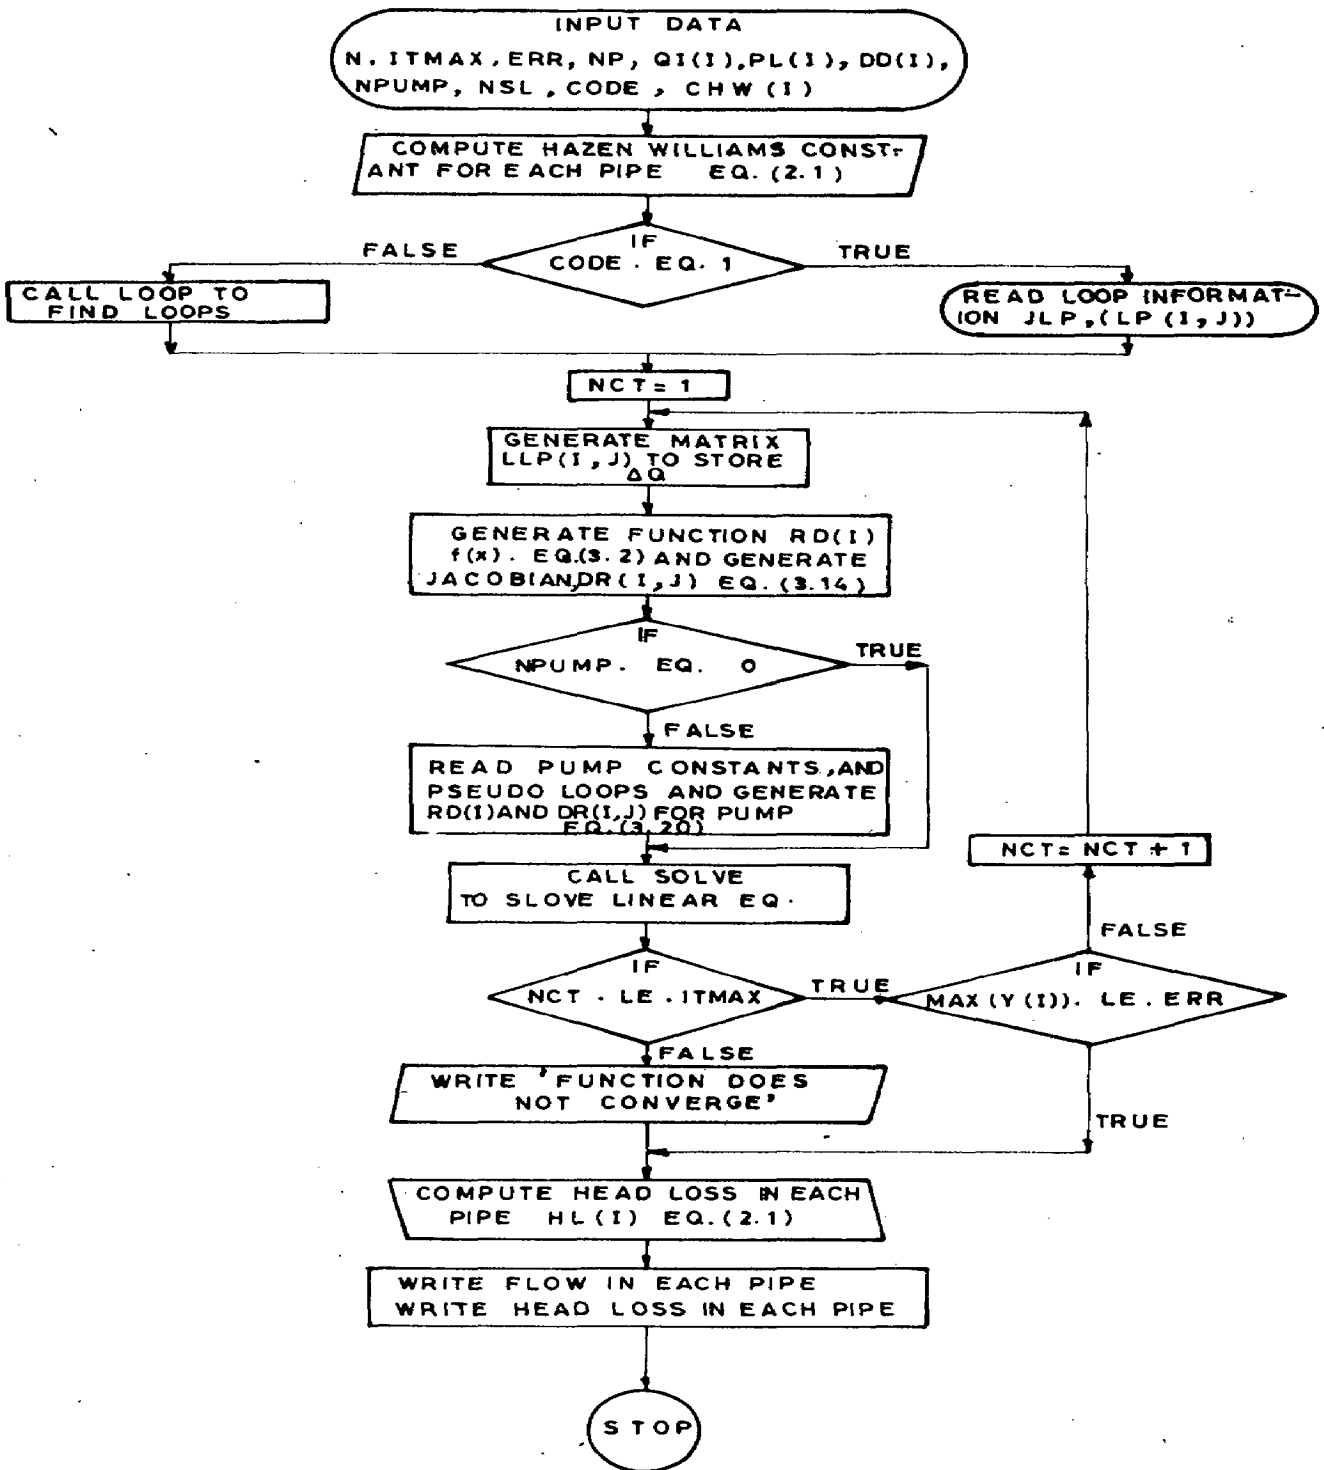 INPUT DATA
N. ITMAX, ERR, NP, QI(I), PL(I), DD(I),
NPUMP, NSL, CODE, CHW(I)
COMPUTE HAZEN WILLIAMS CONST-
ANT FOR EACH PIPE EQ. (2.1)
IF
CODE . EQ. 1
FALSE
TRUE
CALL LOOP TO
FIND LOOPS
READ LOOP INFORMAT-
ION JLP, (LP (I, J))
NCT = 1
GENERATE MATRIX
LLP(I, J) TO STORE
ΔQ
GENERATE FUNCTION RD(I)
f(x). EQ.(3.2) AND GENERATE
JACOBIAN, DR(I, J) EQ. (3.14)
IF
NPUMP. EQ. 0
TRUE
FALSE
READ PUMP CONSTANTS, AND
PSEUDO LOOPS AND GENERATE
RD(I) AND DR(I,J) FOR PUMP
EQ.(3.20)
NCT = NCT + 1
CALL SOLVE
TO SLOVE LINEAR EQ.
FALSE
IF
NCT . LE . ITMAX
TRUE
IF
MAX (Y(I)). LE . ERR
FALSE
WRITE 'FUNCTION DOES
NOT CONVERGE'
TRUE
COMPUTE HEAD LOSS IN EACH
PIPE HL(I) EQ.(2.1)
WRITE FLOW IN EACH PIPE
WRITE HEAD LOSS IN EACH PIPE
STOP